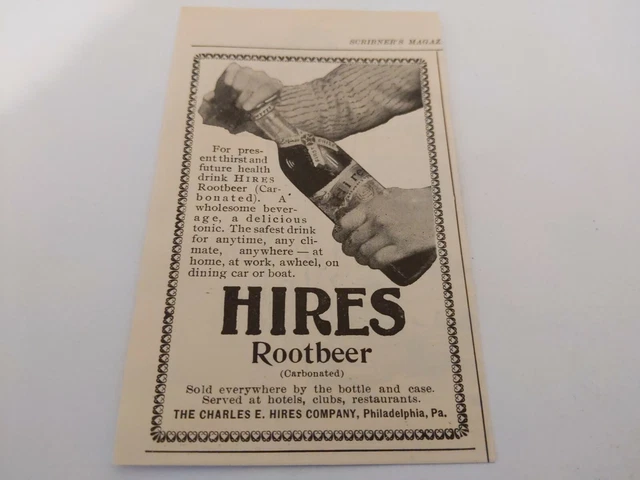 SCRIBNER'S MAGAZ
For pres-
ent thirst and
future health
drink HIRES
Rootbeer (Car-
bonated). A
wholesome bever-
age, a delicious
tonic. The safest drink
for anytime, any cli-
mate, anywhere — at
home, at work, awheel, on
dining car or boat.
HIRES
Rootbeer
(Carbonated)
Sold everywhere by the bottle and case.
Served at hotels, clubs, restaurants.
THE CHARLES E. HIRES COMPANY, Philadelphia, Pa.